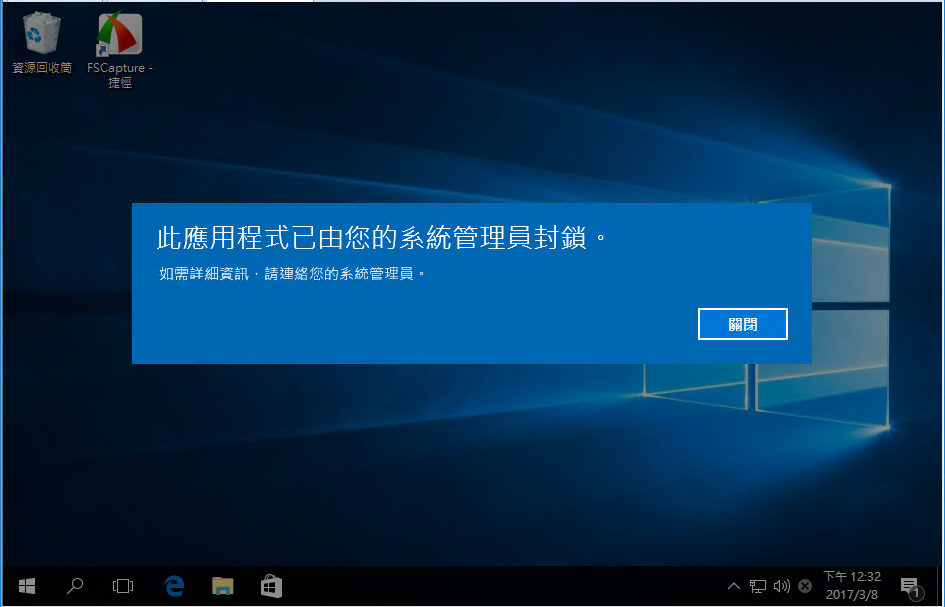 資源回收筒
FSCapture -
捷徑
此應用程式已由您的系統管理員封鎖。
如需詳細資訊，請連絡您的系統管理員。
關閉
下午 12:32
2017/3/8
1